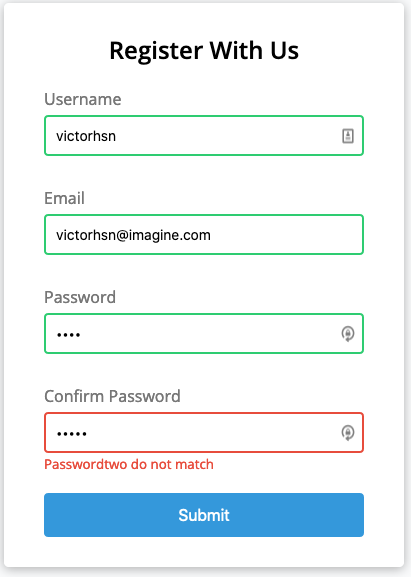 Register With Us
Username
victorhsn
Email
victorhsn@imagine.com
Password
••••
Confirm Password
•••••
Passwordtwo do not match
Submit